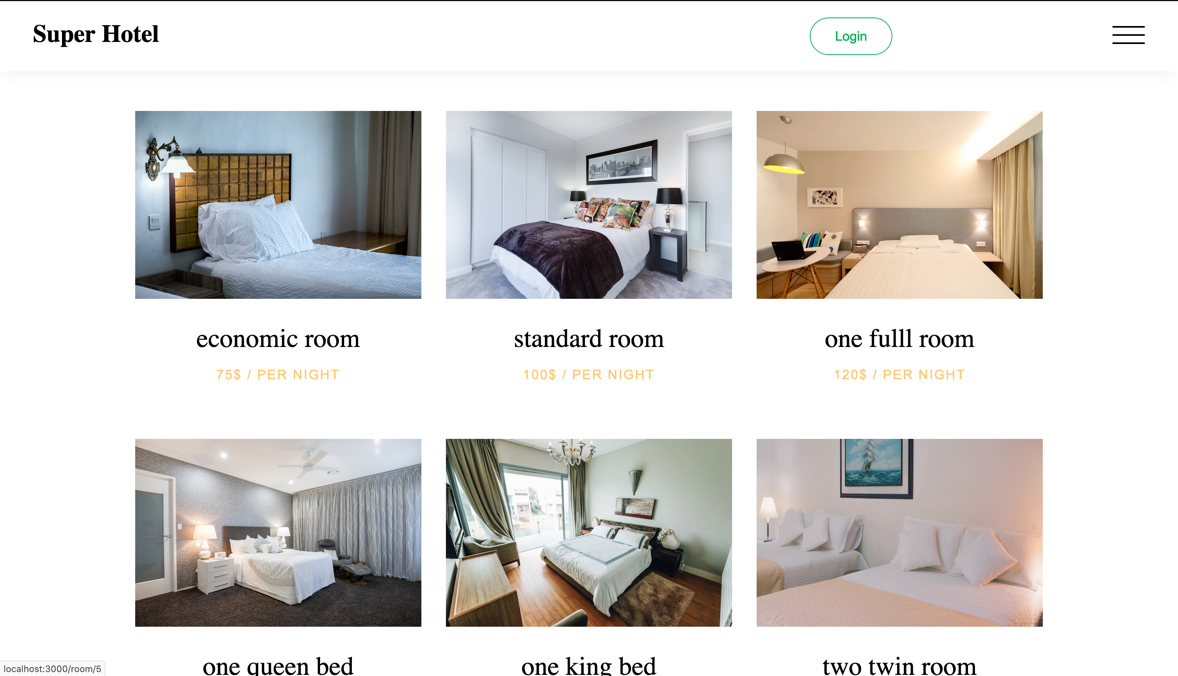 Super Hotel
Login
economic room
standard room
one fulll room
75$ / PER NIGHT
100$ / PER NIGHT
120$ / PER NIGHT
one queen bed
one king bed
two twin room
localhost:3000/room/5